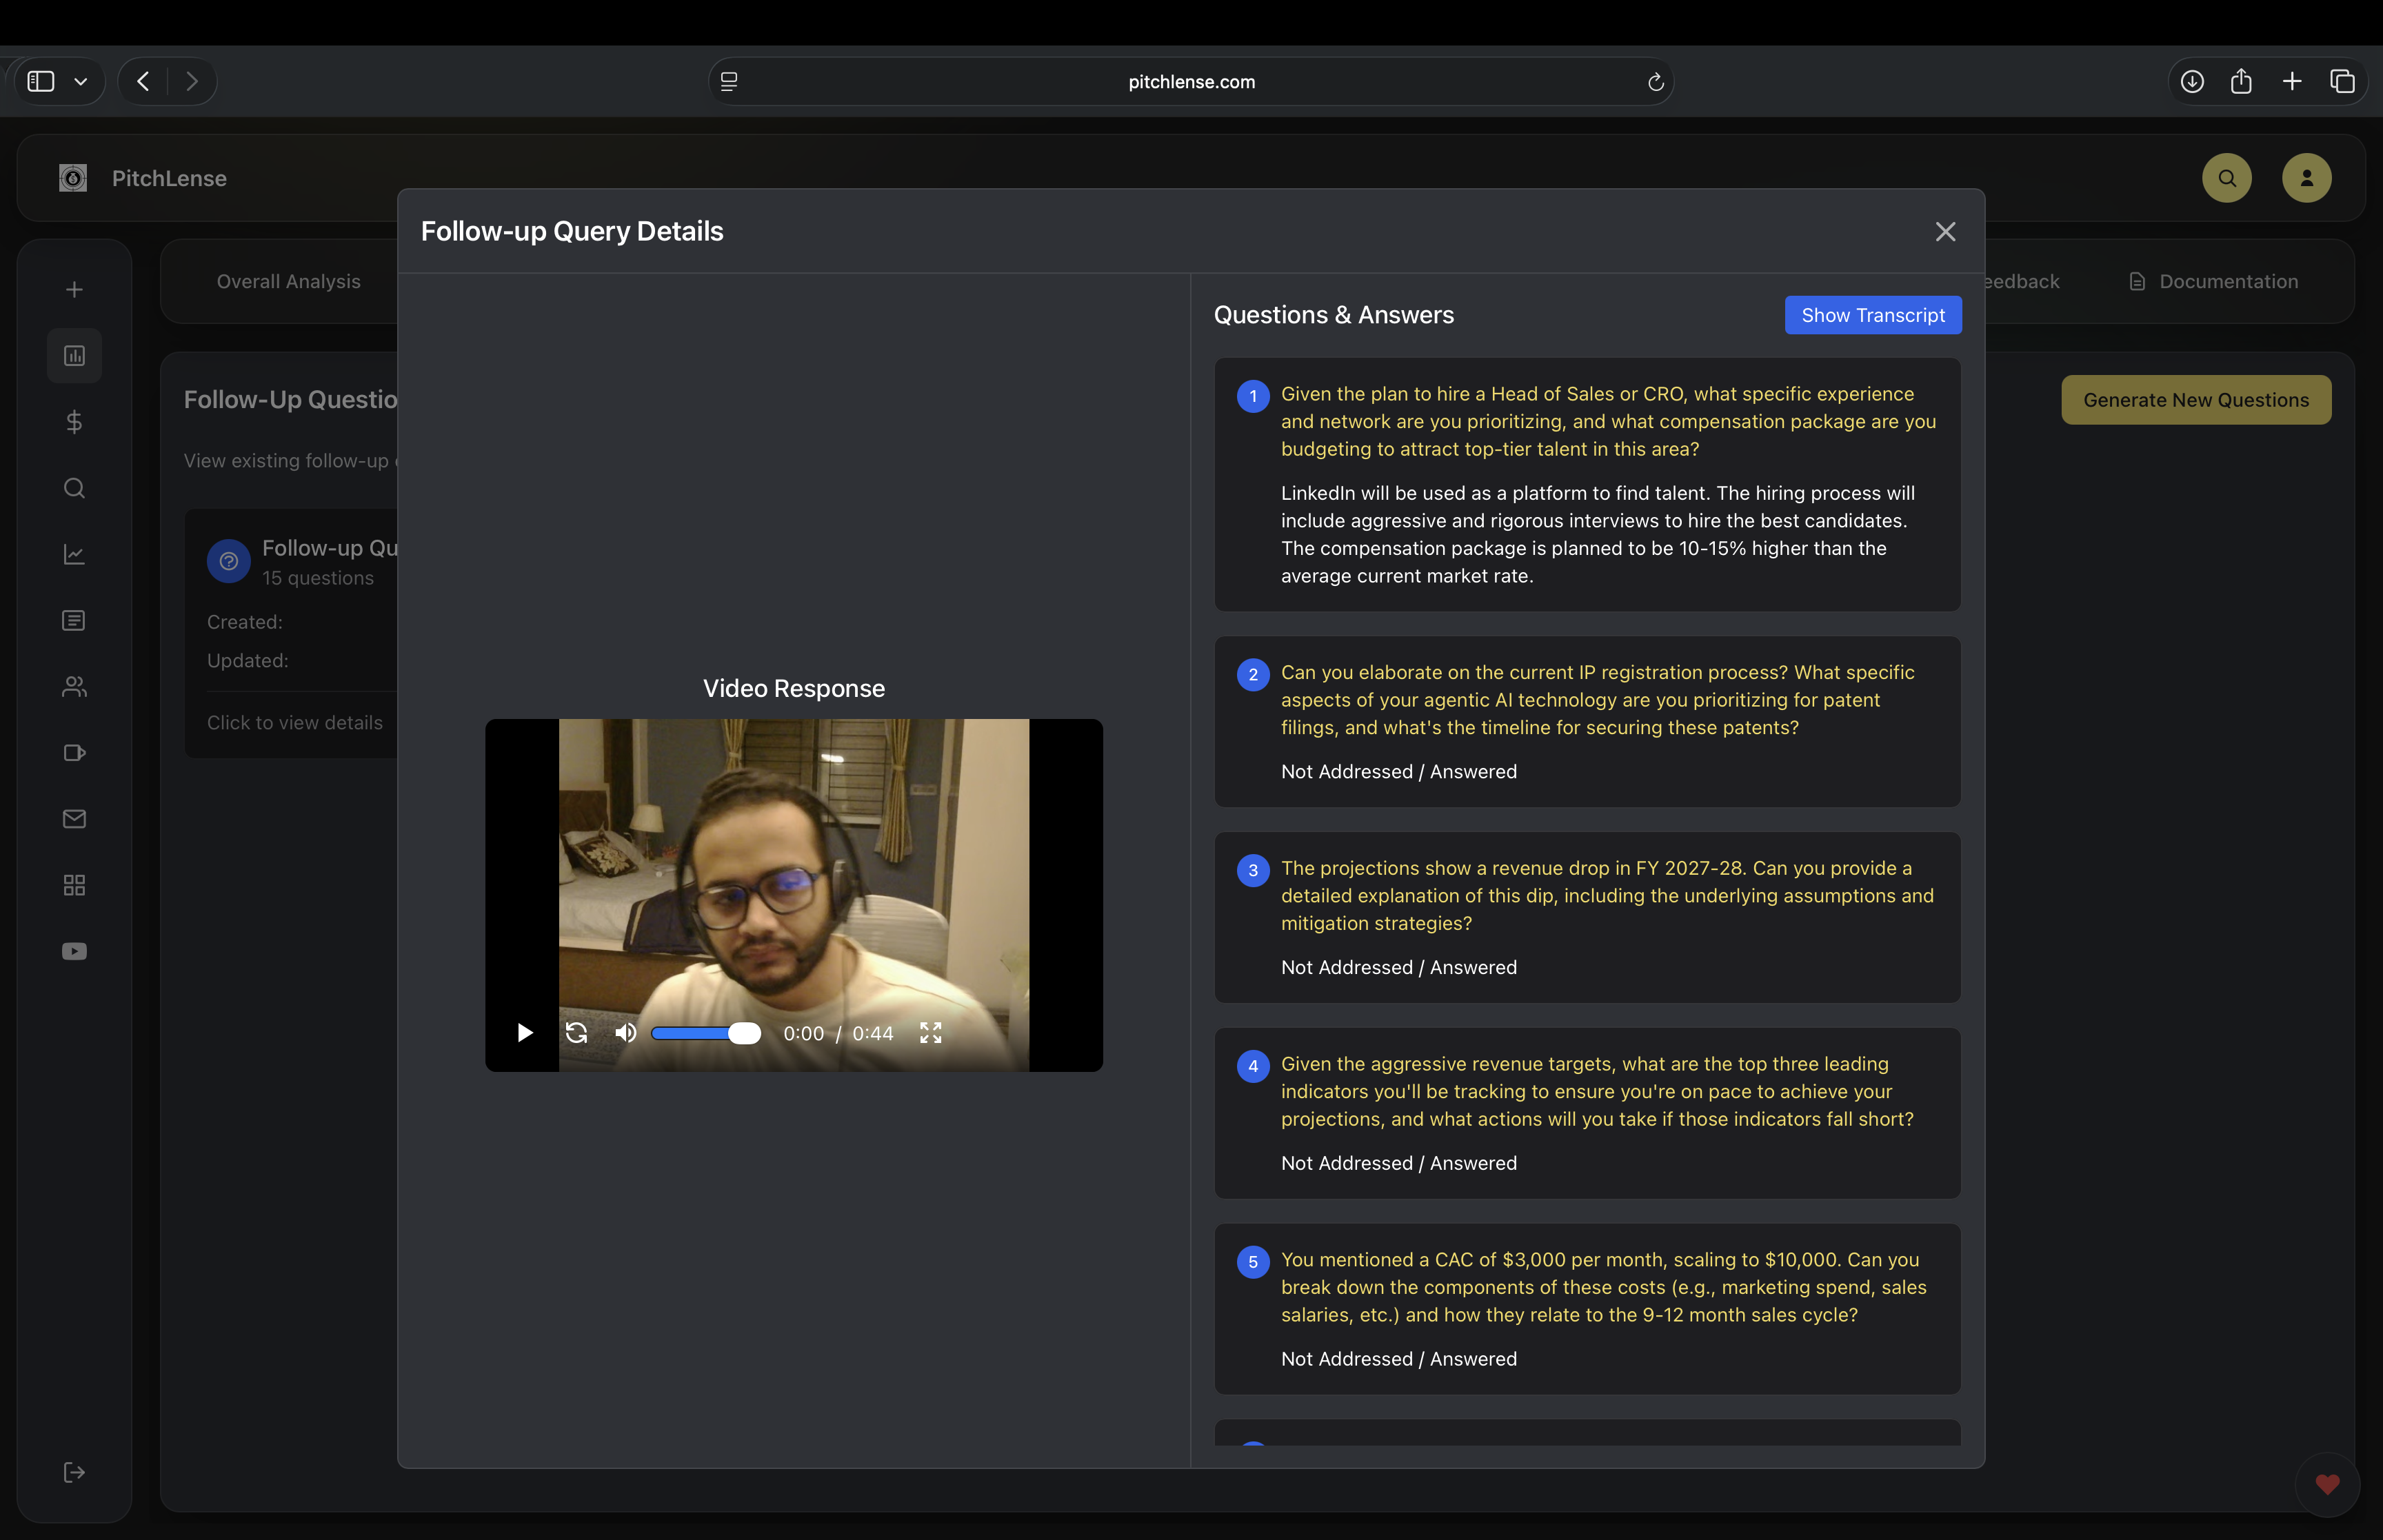 pitchlense.com
PitchLense
Follow-up Query Details
Overall Analysis
eedback
Documentation
Follow-Up Questio
Generate New Questions
View existing follow-up
Follow-up Qu
15 questions
Created:
Updated:
Click to view details
Video Response
0:00 / 0:44
Questions & Answers
Show Transcript
1
Given the plan to hire a Head of Sales or CRO, what specific experience
and network are you prioritizing, and what compensation package are you
budgeting to attract top-tier talent in this area?
LinkedIn will be used as a platform to find talent. The hiring process will
include aggressive and rigorous interviews to hire the best candidates.
The compensation package is planned to be 10-15% higher than the
average current market rate.
2
Can you elaborate on the current IP registration process? What specific
aspects of your agentic AI technology are you prioritizing for patent
filings, and what's the timeline for securing these patents?
Not Addressed / Answered
3
The projections show a revenue drop in FY 2027-28. Can you provide a
detailed explanation of this dip, including the underlying assumptions and
mitigation strategies?
Not Addressed / Answered
4
Given the aggressive revenue targets, what are the top three leading
indicators you'll be tracking to ensure you're on pace to achieve your
projections, and what actions will you take if those indicators fall short?
Not Addressed / Answered
5
You mentioned a CAC of $3,000 per month, scaling to $10,000. Can you
break down the components of these costs (e.g., marketing spend, sales
salaries, etc.) and how they relate to the 9-12 month sales cycle?
Not Addressed / Answered